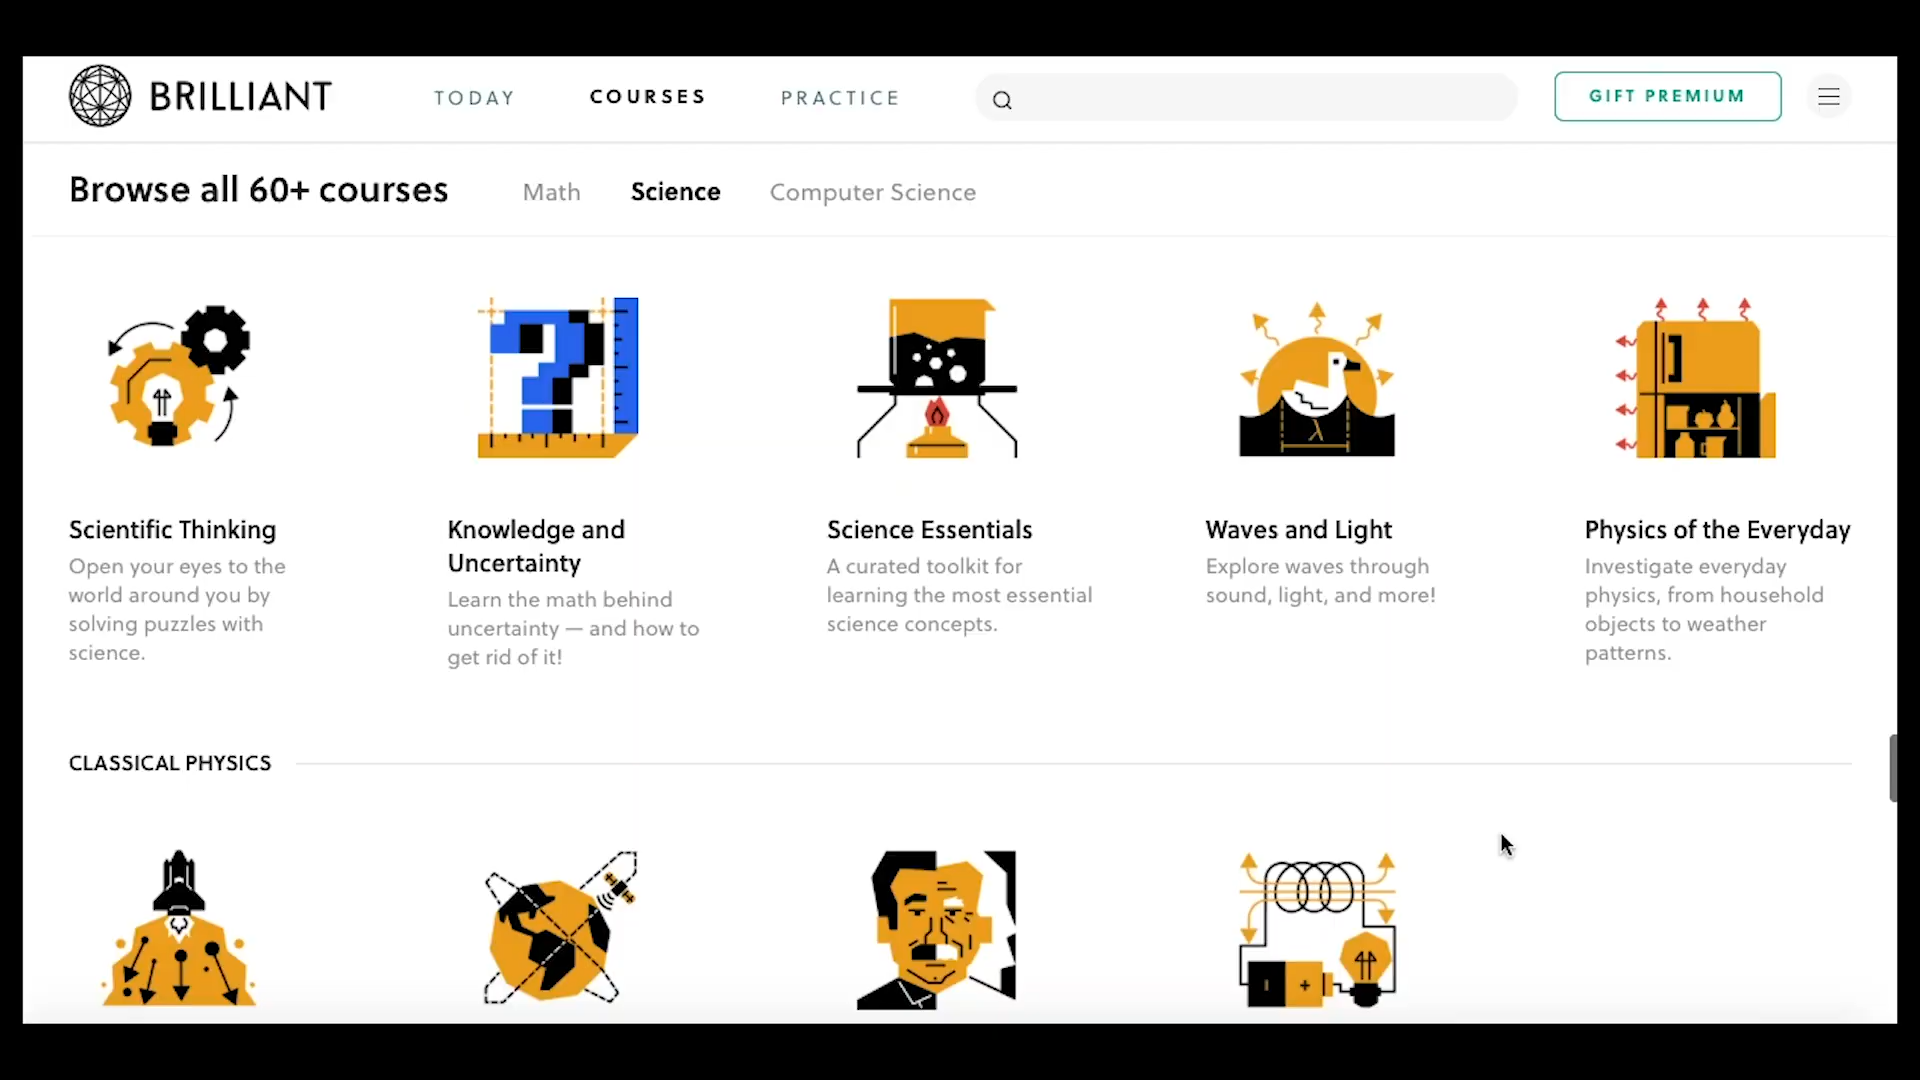 BRILLIANT
TODAY
COURSES
PRACTICE
GIFT PREMIUM
Browse all 60+ courses
Math
Science
Computer Science
Scientific Thinking
Open your eyes to the
world around you by
solving puzzles with
science.
Knowledge and
Uncertainty
Learn the math behind
uncertainty — and how to
get rid of it!
Science Essentials
A curated toolkit for
learning the most essential
science concepts.
Waves and Light
Explore waves through
sound, light, and more!
Physics of the Everyday
Investigate everyday
physics, from household
objects to weather
patterns.
CLASSICAL PHYSICS